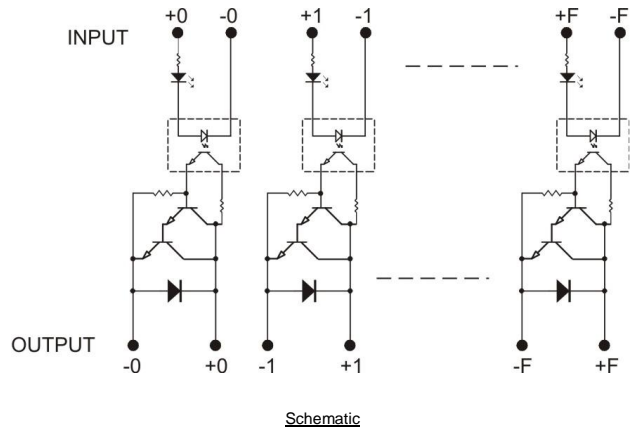 +0 -0 +1 -1 +F -F
INPUT
OUTPUT
-0 +0 -1 +1 -F +F
Schematic